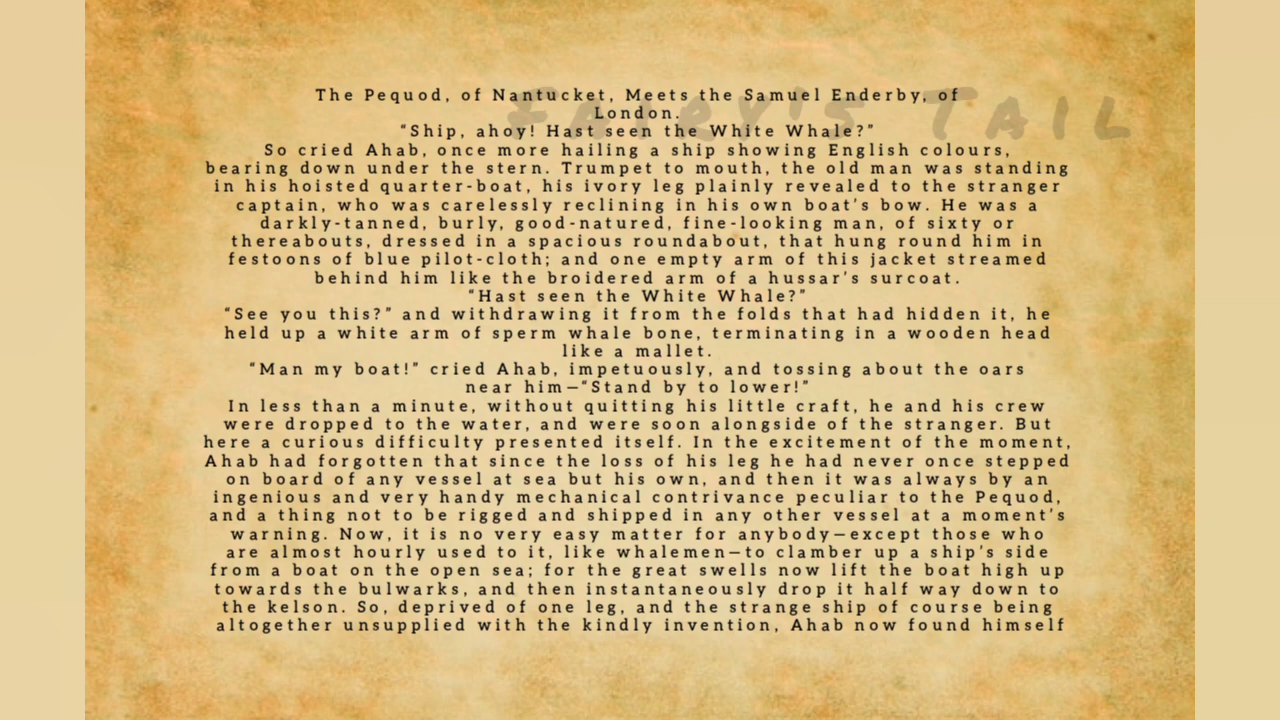 Fairy's Tail
The Pequod, of Nantucket, Meets the Samuel Enderby, of
London.
“Ship, ahoy! Hast seen the White Whale?”
So cried Ahab, once more hailing a ship showing English colours,
bearing down under the stern. Trumpet to mouth, the old man was standing
in his hoisted quarter-boat, his ivory leg plainly revealed to the stranger
captain, who was carelessly reclining in his own boat's bow. He was a
darkly-tanned, burly, good-natured, fine-looking man, of sixty or
thereabouts, dressed in a spacious roundabout, that hung round him in
festoons of blue pilot-cloth; and one empty arm of this jacket streamed
behind him like the broidered arm of a hussar's surcoat.
“Hast seen the White Whale?”
“See you this?” and withdrawing it from the folds that had hidden it, he
held up a white arm of sperm whale bone, terminating in a wooden head
like a mallet.
“Man my boat!” cried Ahab, impetuously, and tossing about the oars
near him—“Stand by to lower!”
In less than a minute, without quitting his little craft, he and his crew
were dropped to the water, and were soon alongside of the stranger. But
here a curious difficulty presented itself. In the excitement of the moment,
Ahab had forgotten that since the loss of his leg he had never once stepped
on board of any vessel at sea but his own, and then it was always by an
ingenious and very handy mechanical contrivance peculiar to the Pequod,
and a thing not to be rigged and shipped in any other vessel at a moment's
warning. Now, it is no very easy matter for anybody—except those who
are almost hourly used to it, like whalemen—to clamber up a ship's side
from a boat on the open sea; for the great swells now lift the boat high up
towards the bulwarks, and then instantaneously drop it half way down to
the kelson. So, deprived of one leg, and the strange ship of course being
altogether unsupplied with the kindly invention, Ahab now found himself